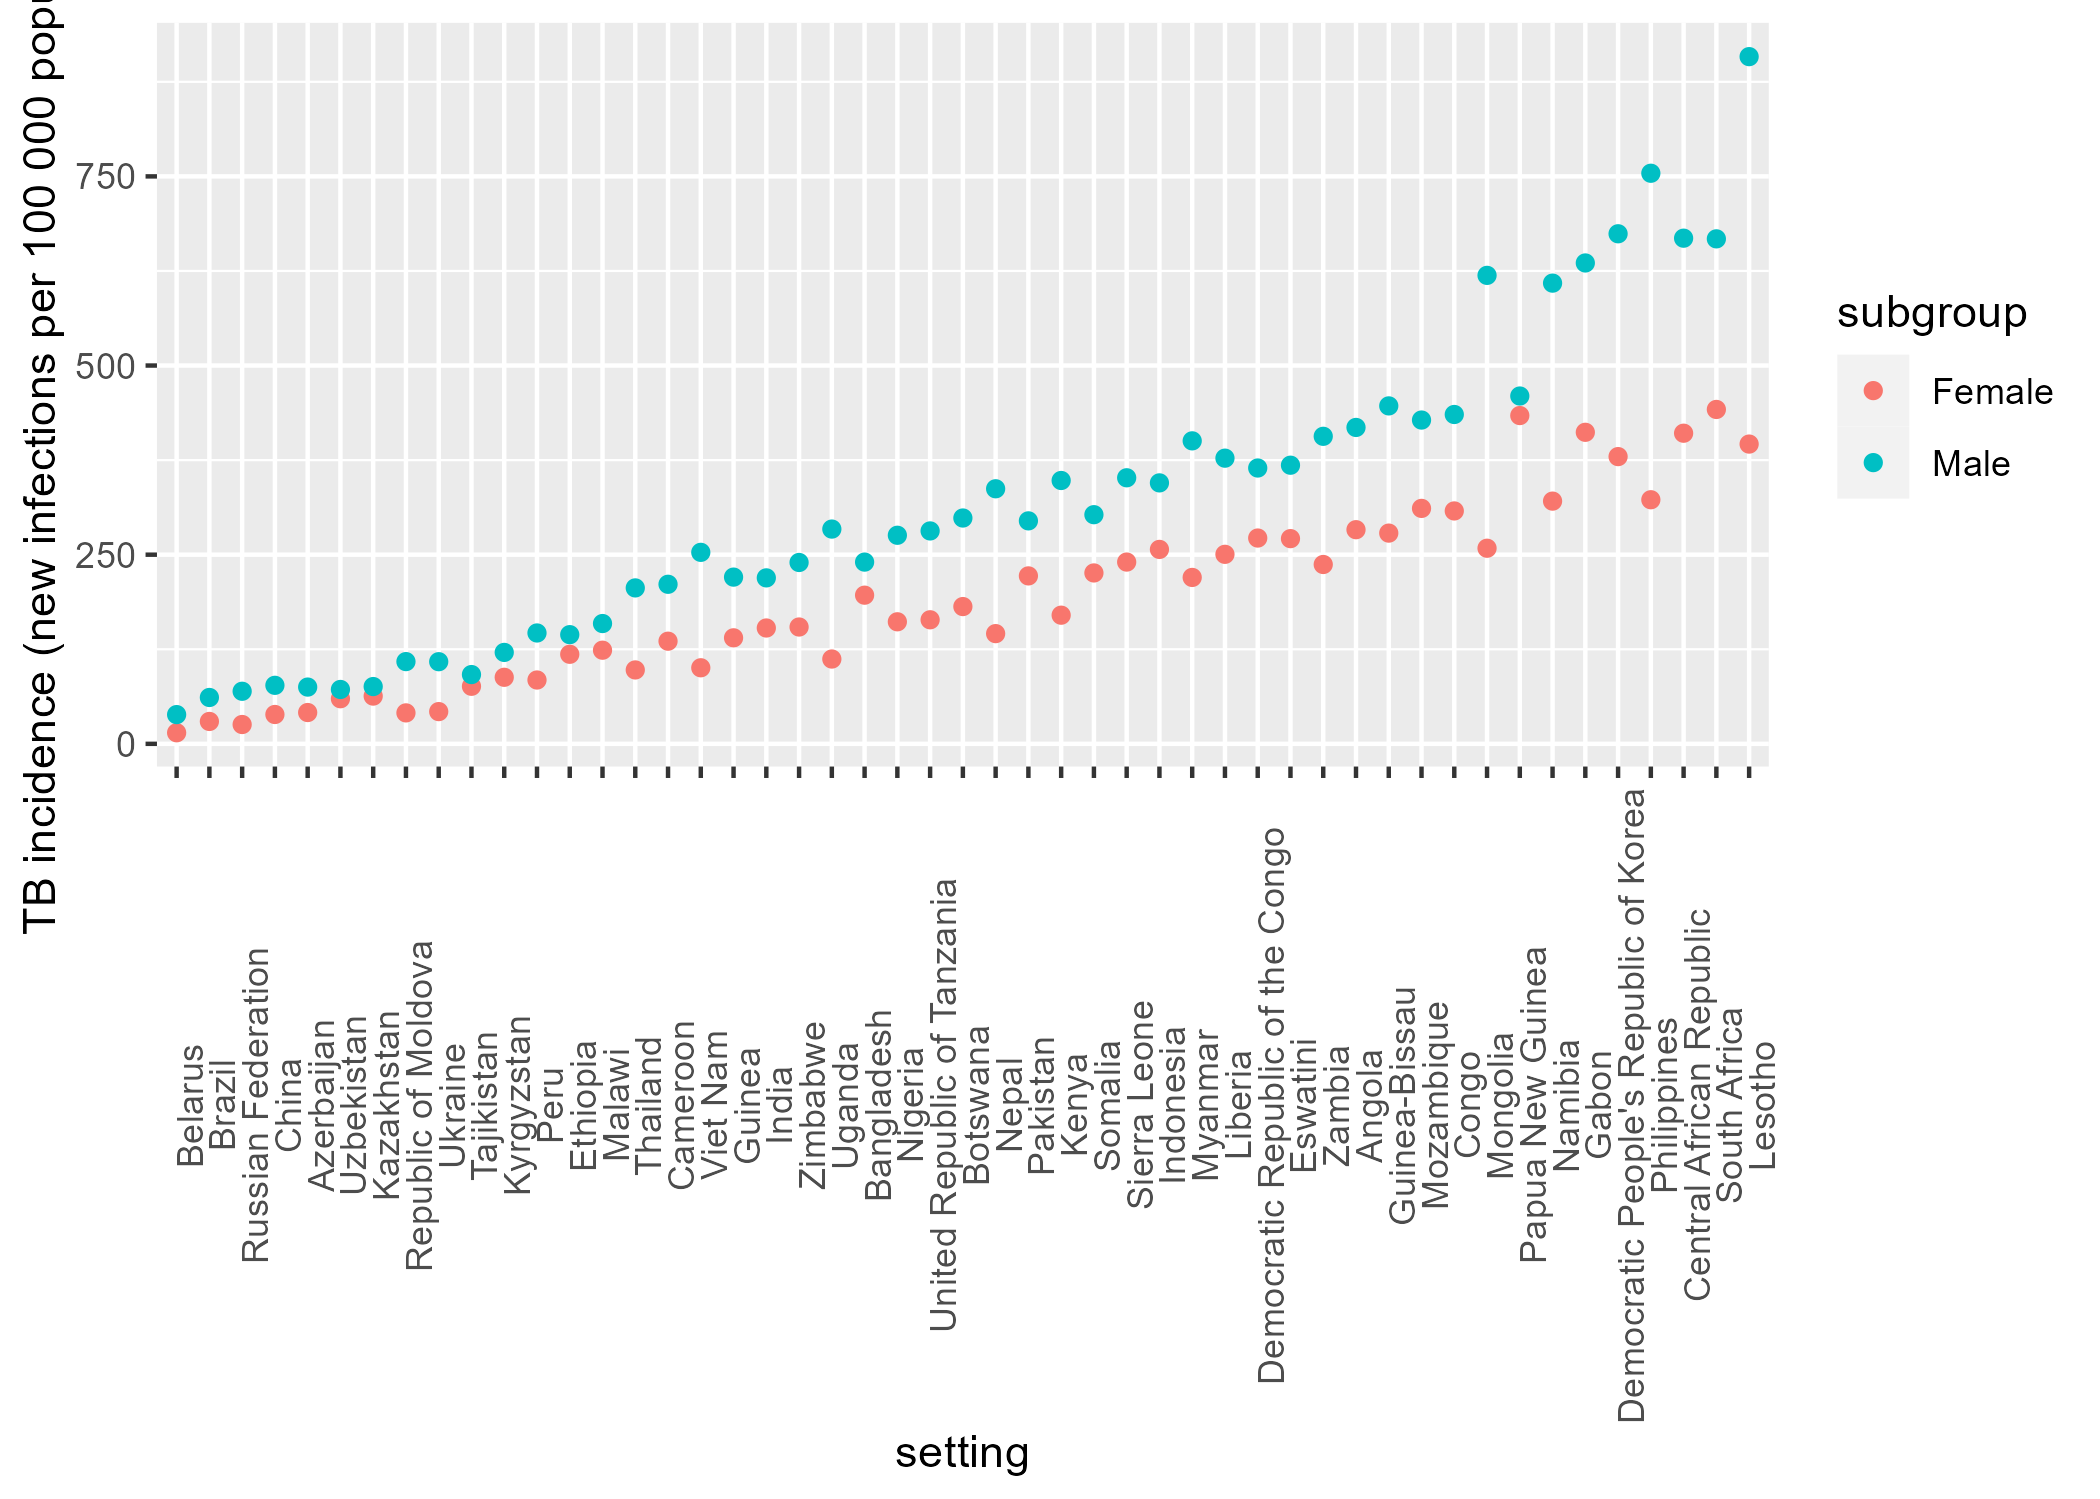 TB incidence (new infections per 100 000 popu
750
500
250
0
Belarus
Brazil
Russian Federation
China
Azerbaijan
Uzbekistan
Kazakhstan
Republic of Moldova
Ukraine
Tajikistan
Kyrgyzstan
Peru
Ethiopia
Malawi
Thailand
Cameroon
Viet Nam
Guinea
India
Zimbabwe
Uganda
Bangladesh
Nigeria
United Republic of Tanzania
Botswana
Nepal
Pakistan
Kenya
Somalia
Sierra Leone
Indonesia
Myanmar
Liberia
Democratic Republic of the Congo
Eswatini
Zambia
Angola
Guinea-Bissau
Mozambique
Congo
Mongolia
Papua New Guinea
Namibia
Gabon
Democratic People's Republic of Korea
Philippines
Central African Republic
South Africa
Lesotho
setting
subgroup
Female
Male